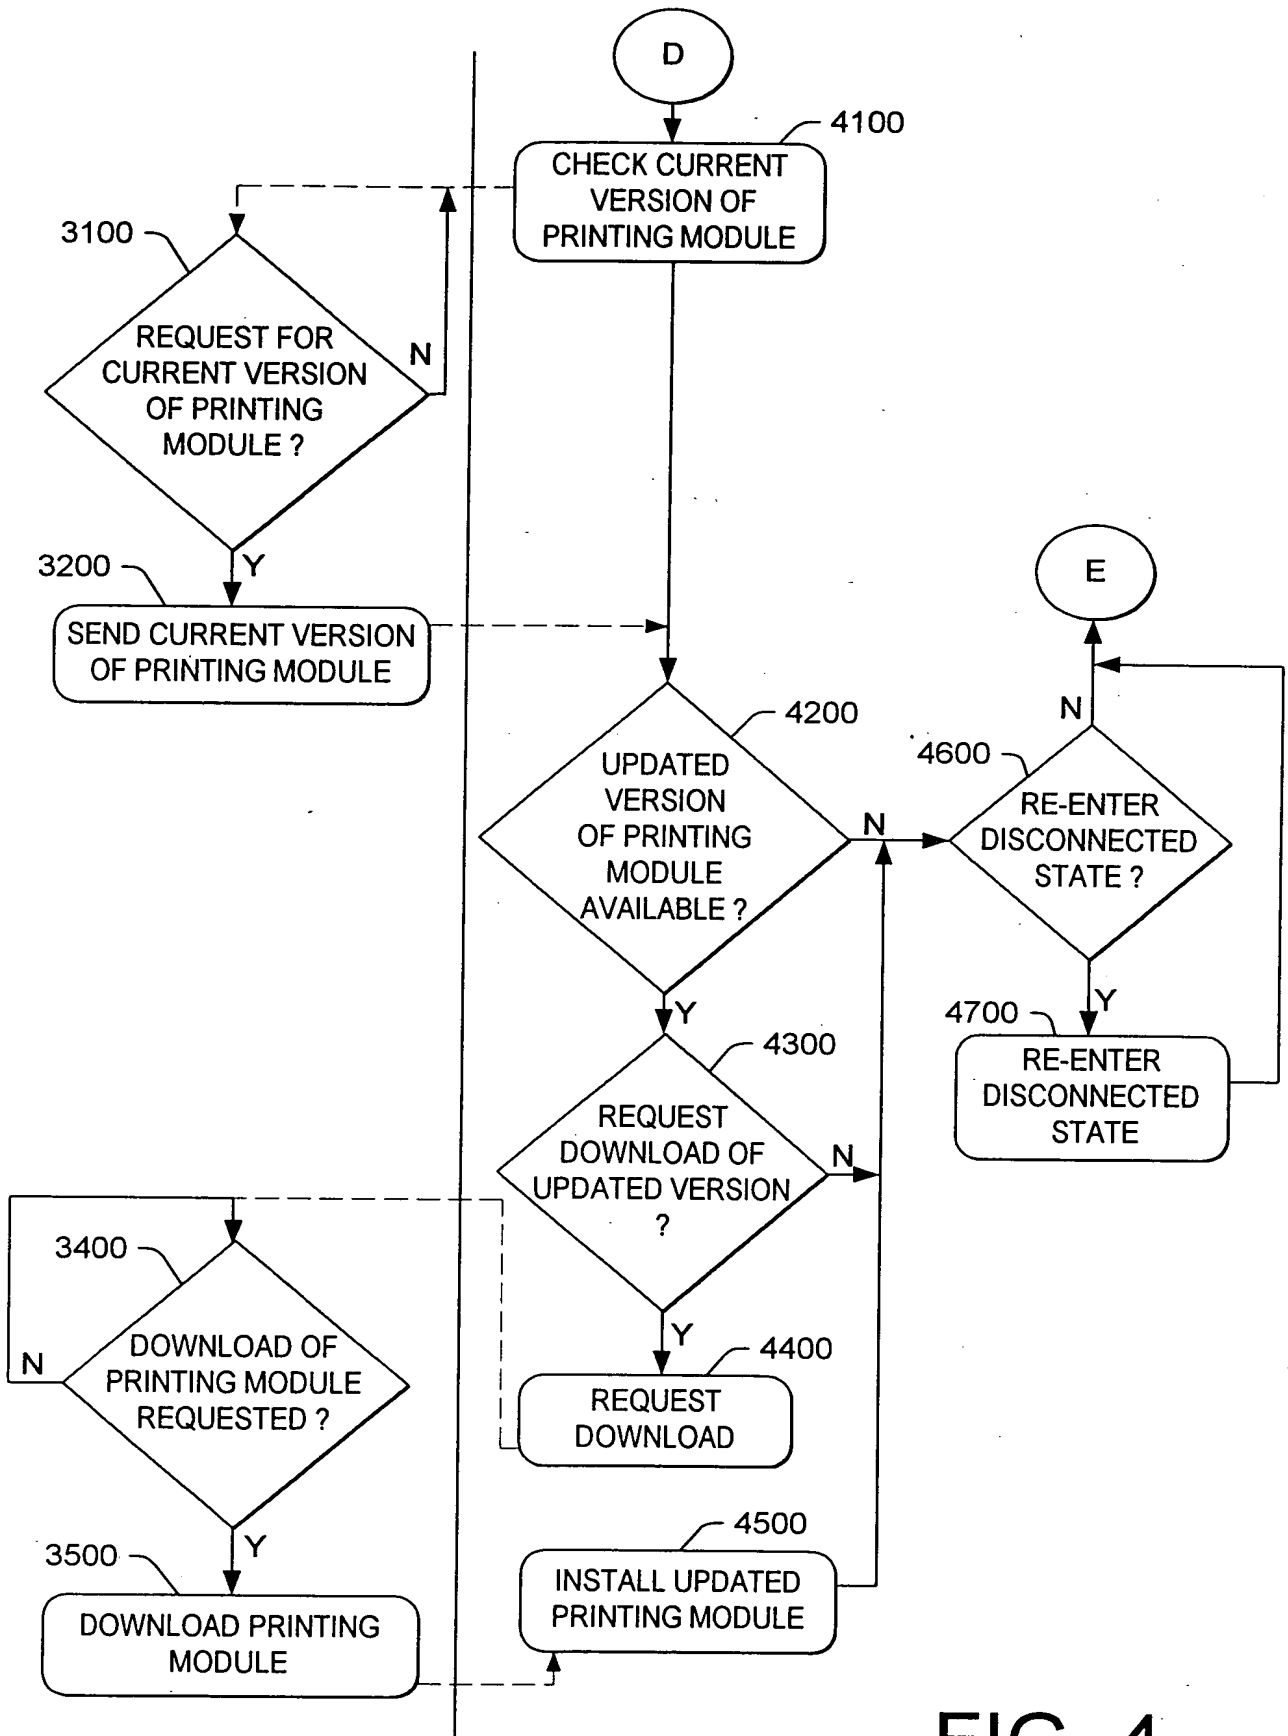 D
4100
CHECK CURRENT
VERSION OF
PRINTING MODULE
3100
REQUEST FOR
CURRENT VERSION
OF PRINTING
MODULE ?
N
Y
3200
SEND CURRENT VERSION
OF PRINTING MODULE
E
4200
UPDATED
VERSION
OF PRINTING
MODULE
AVAILABLE ?
N
Y
N
4600
RE-ENTER
DISCONNECTED
STATE ?
Y
4700
RE-ENTER
DISCONNECTED
STATE
4300
REQUEST
DOWNLOAD OF
UPDATED VERSION
?
N
Y
3400
DOWNLOAD OF
PRINTING MODULE
REQUESTED ?
N
Y
4400
REQUEST
DOWNLOAD
3500
DOWNLOAD PRINTING
MODULE
4500
INSTALL UPDATED
PRINTING MODULE
FIG. 4